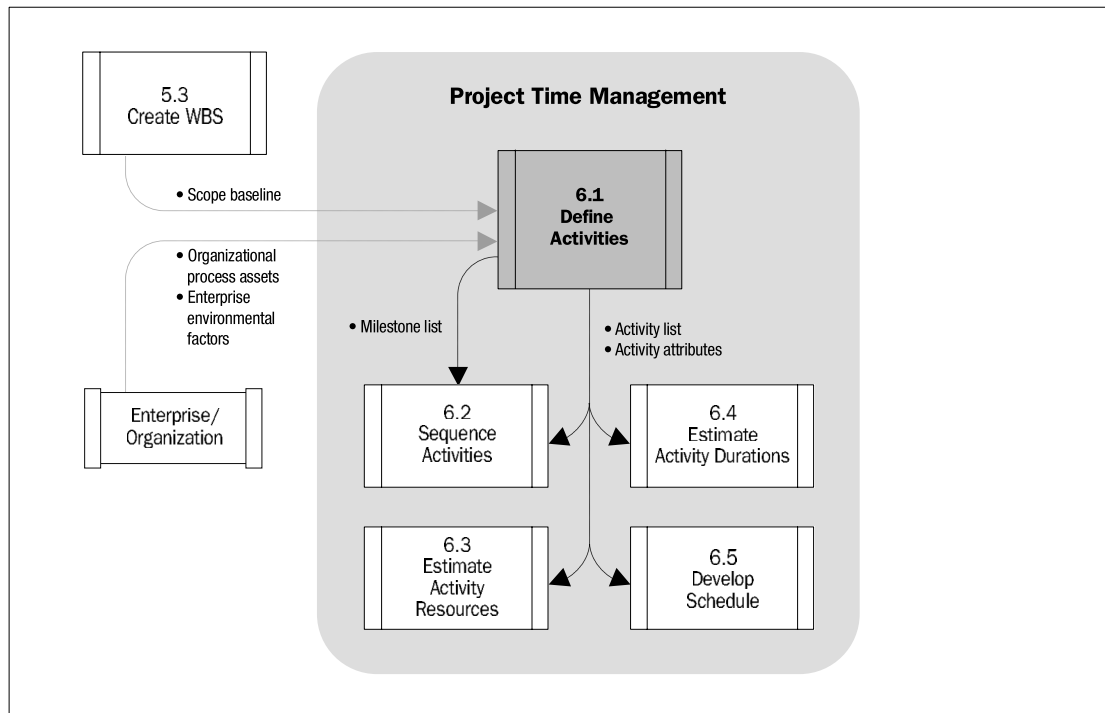 Project Time Management
5.3
Create WBS
• Scope baseline
6.1
Define
Activities
• Organizational
process assets
• Enterprise
environmental
factors
• Milestone list
• Activity list
• Activity attributes
Enterprise/
Organization
6.2
Sequence
Activities
6.4
Estimate
Activity Durations
6.3
Estimate
Activity
Resources
6.5
Develop
Schedule